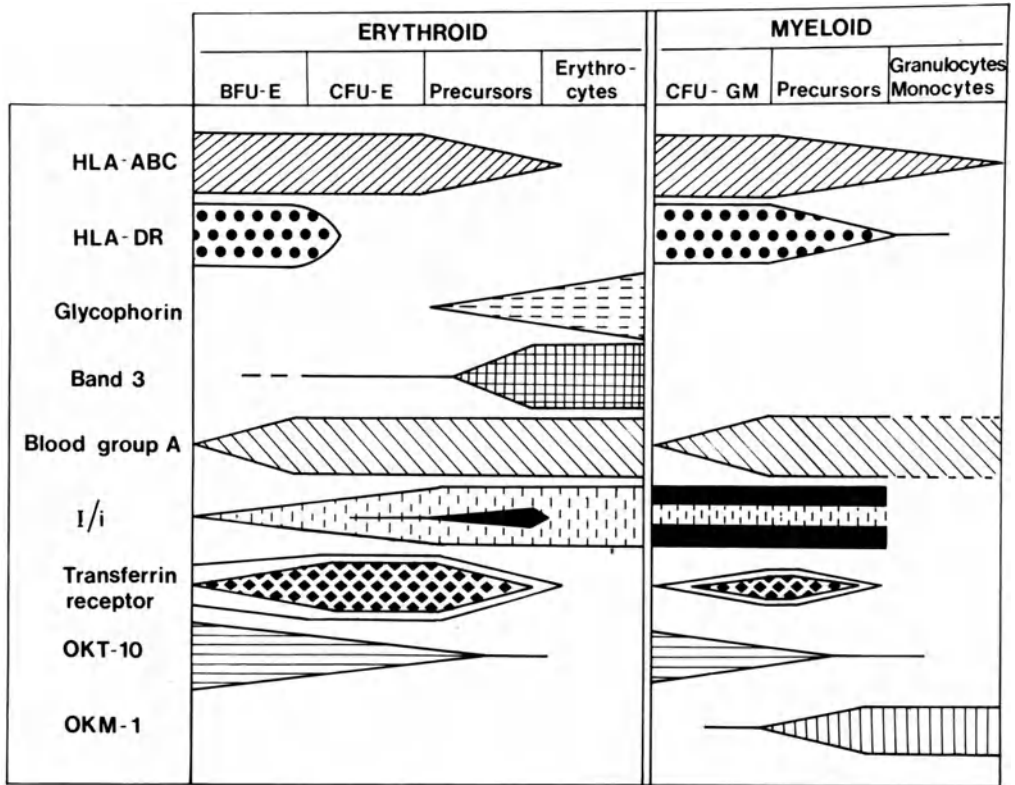 ERYTHROID
MYELOID
BFU-E
CFU-E
Precursors
Erythro-
cytes
CFU-GM
Precursors
Granulocytes
Monocytes
HLA-ABC
HLA-DR
Glycophorin
Band 3
Blood group A
I/i
Transferrin
receptor
OKT-10
OKM-1